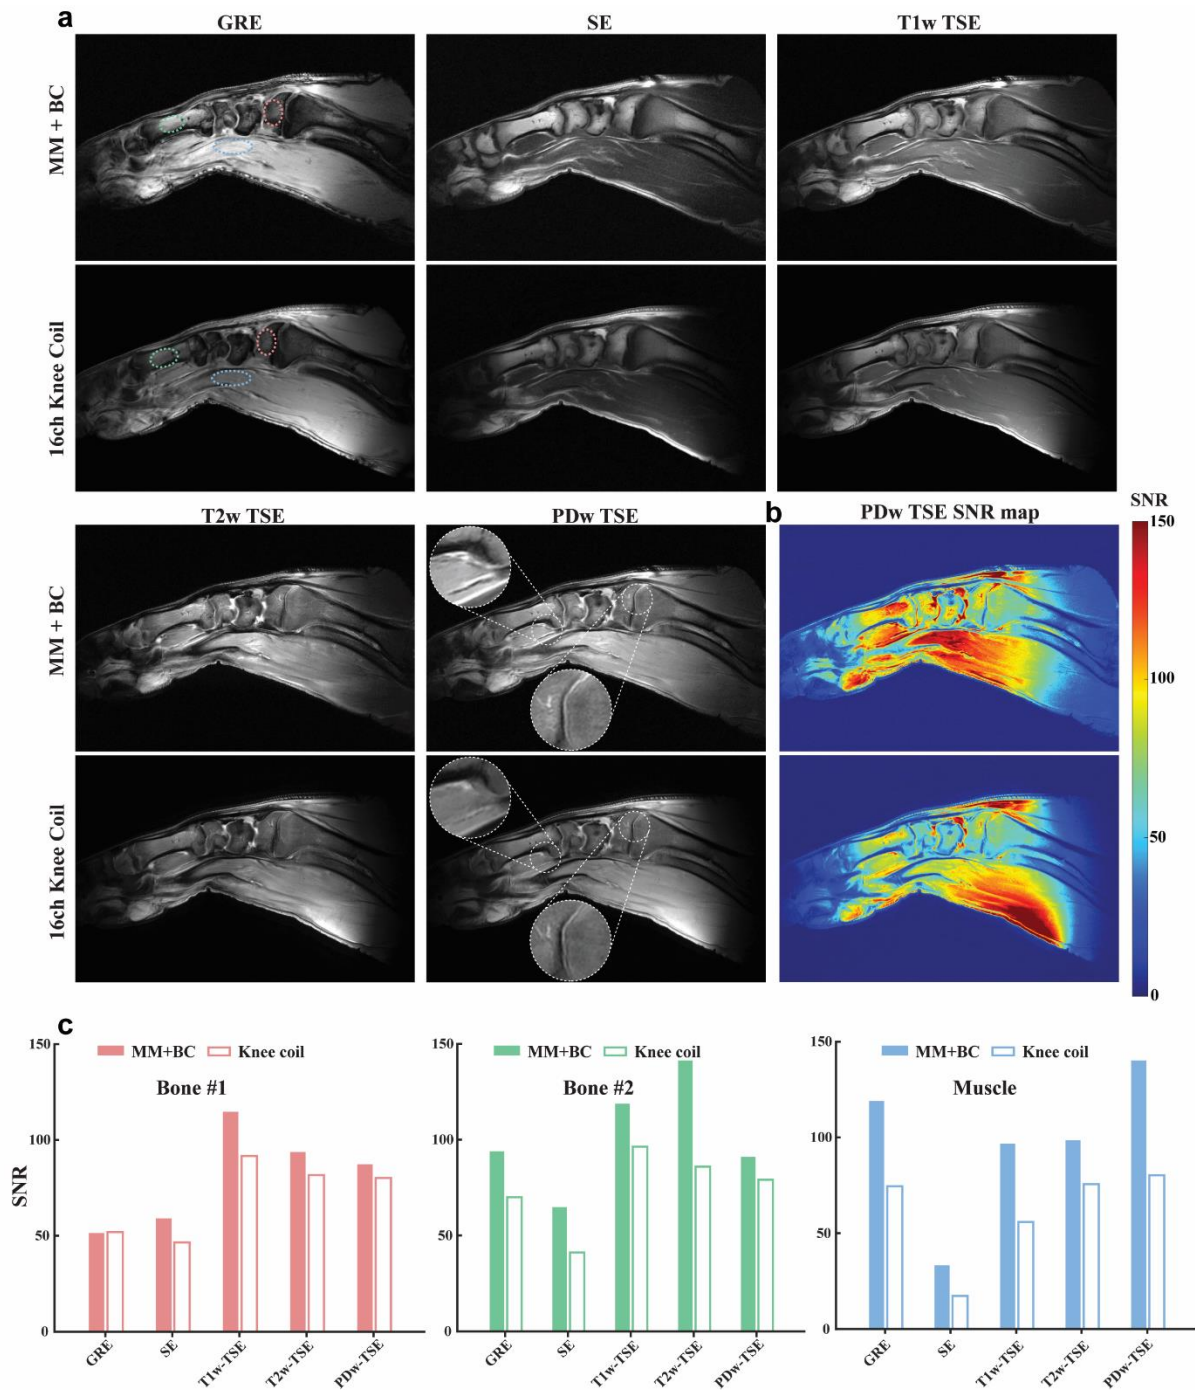 a
GRE
SE
T1w TSE
MM + BC
16ch Knee Coil
T2w TSE
PDw TSE
b
PDw TSE SNR map
SNR
150
100
50
0
MM + BC
16ch Knee Coil
c
150
100
50
0
SNR
MM+BC
Knee coil
Bone #1
GRE
SE
T1w-TSE
T2w-TSE
PDw-TSE
150
100
50
0
MM+BC
Knee coil
Bone #2
GRE
SE
T1w-TSE
T2w-TSE
PDw-TSE
150
100
50
0
MM+BC
Knee coil
Muscle
GRE
SE
T1w-TSE
T2w-TSE
PDw-TSE